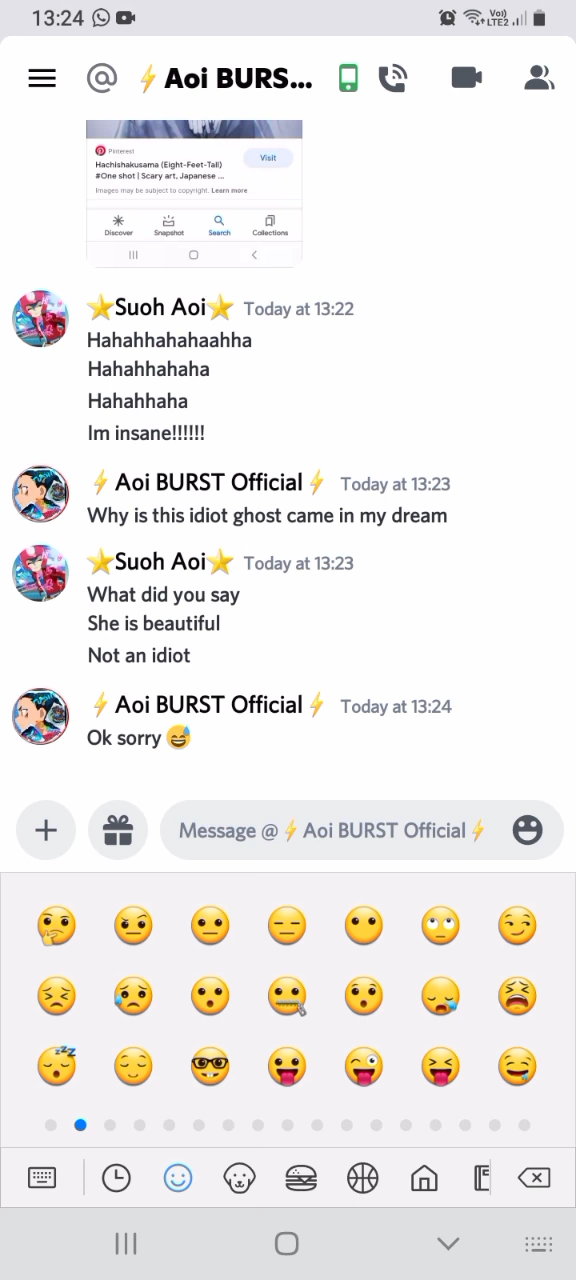 13:24
Vo)) LTE2
@ ⚡Aoi BURS...
Pinterest
Hachishakusama (Eight-Feet-Tall)
#One shot | Scary art, Japanese ...
Visit
Images may be subject to copyright. Learn more
Discover Snapshot Search Collections
⭐Suoh Aoi⭐ Today at 13:22
Hahahhahahaahha
Hahahhahaha
Hahahhaha
Im insane!!!!!!
⚡Aoi BURST Official⚡ Today at 13:23
Why is this idiot ghost came in my dream
⭐Suoh Aoi⭐ Today at 13:23
What did you say
She is beautiful
Not an idiot
⚡Aoi BURST Official⚡ Today at 13:24
Ok sorry 😅
Message @⚡Aoi BURST Official⚡